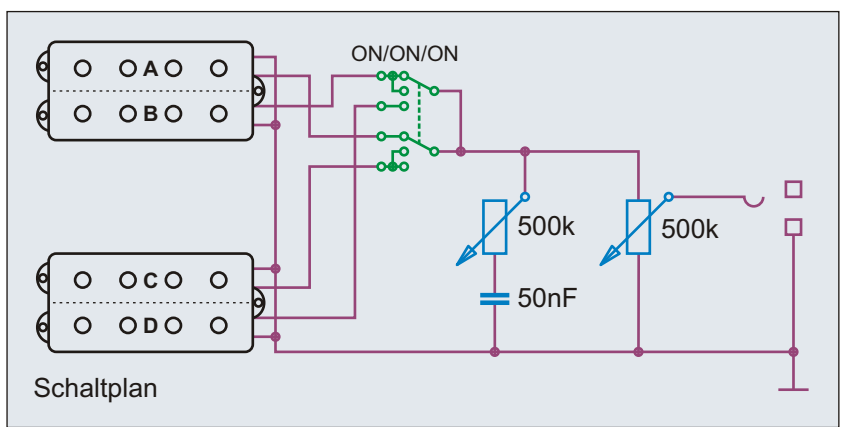 ON/ON/ON
A
B
500k
500k
C
50nF
D
Schaltplan